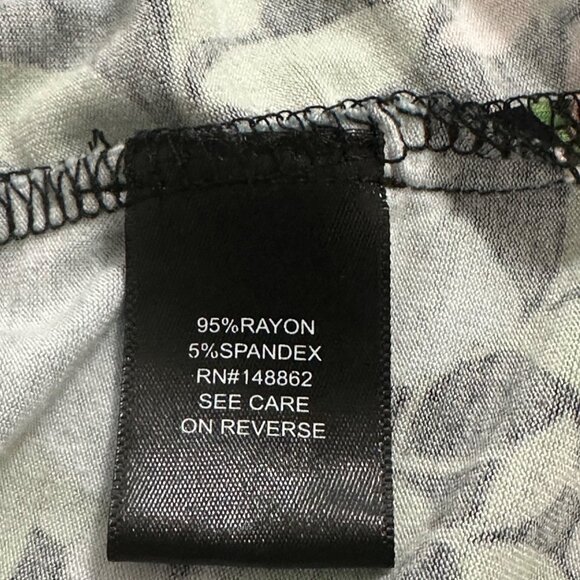 95%RAYON
5%SPANDEX
RN#148862
SEE CARE
ON REVERSE